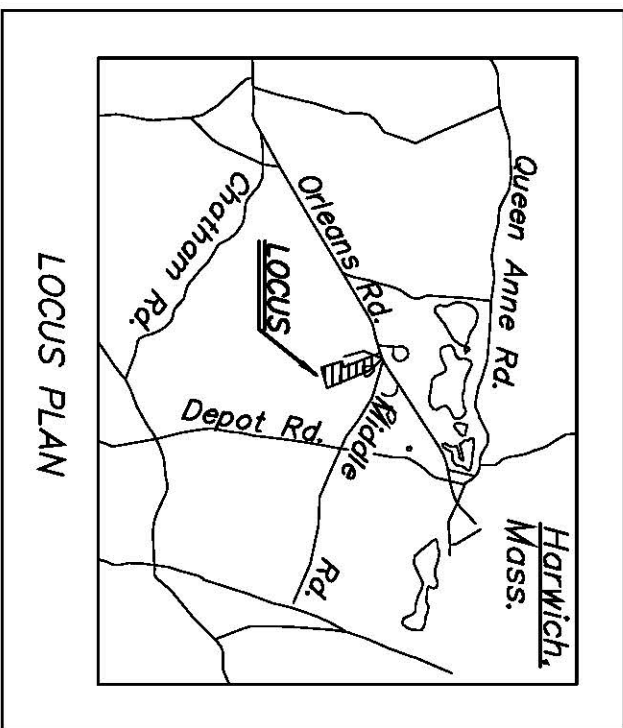 Harwich,
Mass.
Queen Anne Rd.
Orleans Rd.
Middle
Rd.
LOCUS
Chatham Rd.
Depot Rd.
LOCUS PLAN